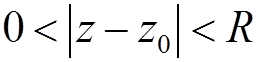 0 < |z − z₀| < R